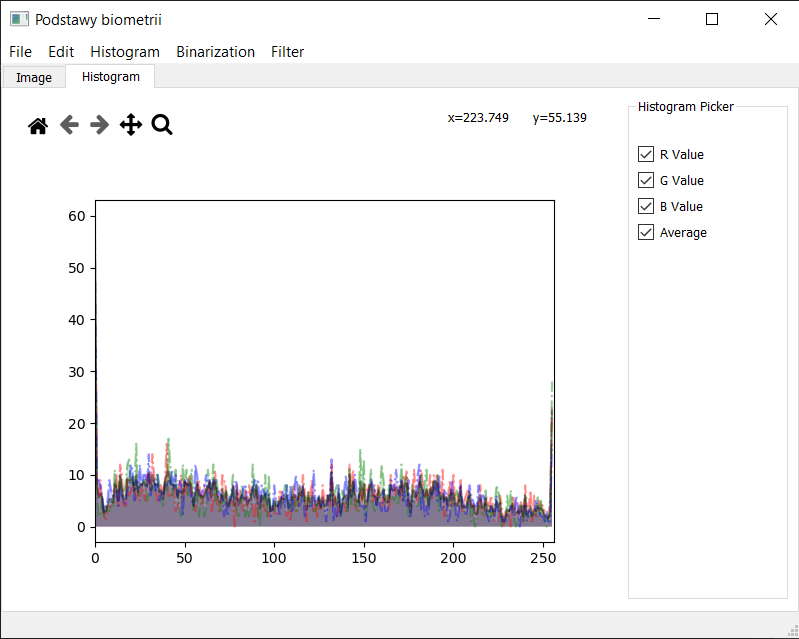 Podstawy biometrii
File Edit Histogram Binarization Filter
Image Histogram
x=223.749 y=55.139
Histogram Picker
R Value
G Value
B Value
Average
60
50
40
30
20
10
0
0 50 100 150 200 250